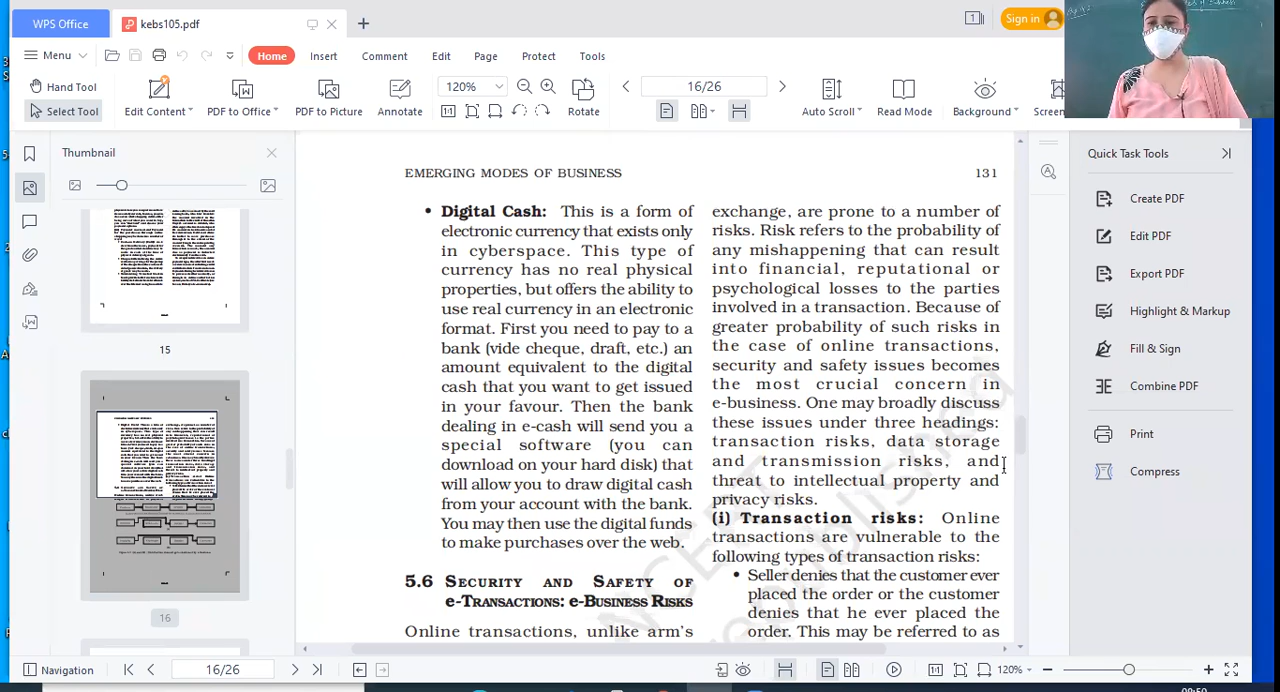 WPS Office
kebs105.pdf
1
Sign in
Menu
Home
Insert
Comment
Edit
Page
Protect
Tools
Hand Tool
Select Tool
Edit Content
PDF to Office
PDF to Picture
Annotate
120%
Rotate
16/26
Auto Scroll
Read Mode
Background
Screen
Thumbnail
15
16
Quick Task Tools
Create PDF
Edit PDF
Export PDF
Highlight & Markup
Fill & Sign
Combine PDF
Print
Compress
EMERGING MODES OF BUSINESS
131
• Digital Cash: This is a form of
electronic currency that exists only
in cyberspace. This type of
currency has no real physical
properties, but offers the ability to
use real currency in an electronic
format. First you need to pay to a
bank (vide cheque, draft, etc.) an
amount equivalent to the digital
cash that you want to get issued
in your favour. Then the bank
dealing in e-cash will send you a
special software (you can
download on your hard disk) that
will allow you to draw digital cash
from your account with the bank.
You may then use the digital funds
to make purchases over the web.
5.6 SECURITY AND SAFETY OF
e-TRANSACTIONS: e-BUSINESS RISKS
Online transactions, unlike arm's
exchange, are prone to a number of
risks. Risk refers to the probability of
any mishappening that can result
into financial, reputational or
psychological losses to the parties
involved in a transaction. Because of
greater probability of such risks in
the case of online transactions,
security and safety issues becomes
the most crucial concern in
e-business. One may broadly discuss
these issues under three headings:
transaction risks, data storage
and transmission risks, and
threat to intellectual property and
privacy risks.
(i) Transaction risks: Online
transactions are vulnerable to the
following types of transaction risks:
• Seller denies that the customer ever
placed the order or the customer
denies that he ever placed the
order. This may be referred to as
Navigation
16/26
120%